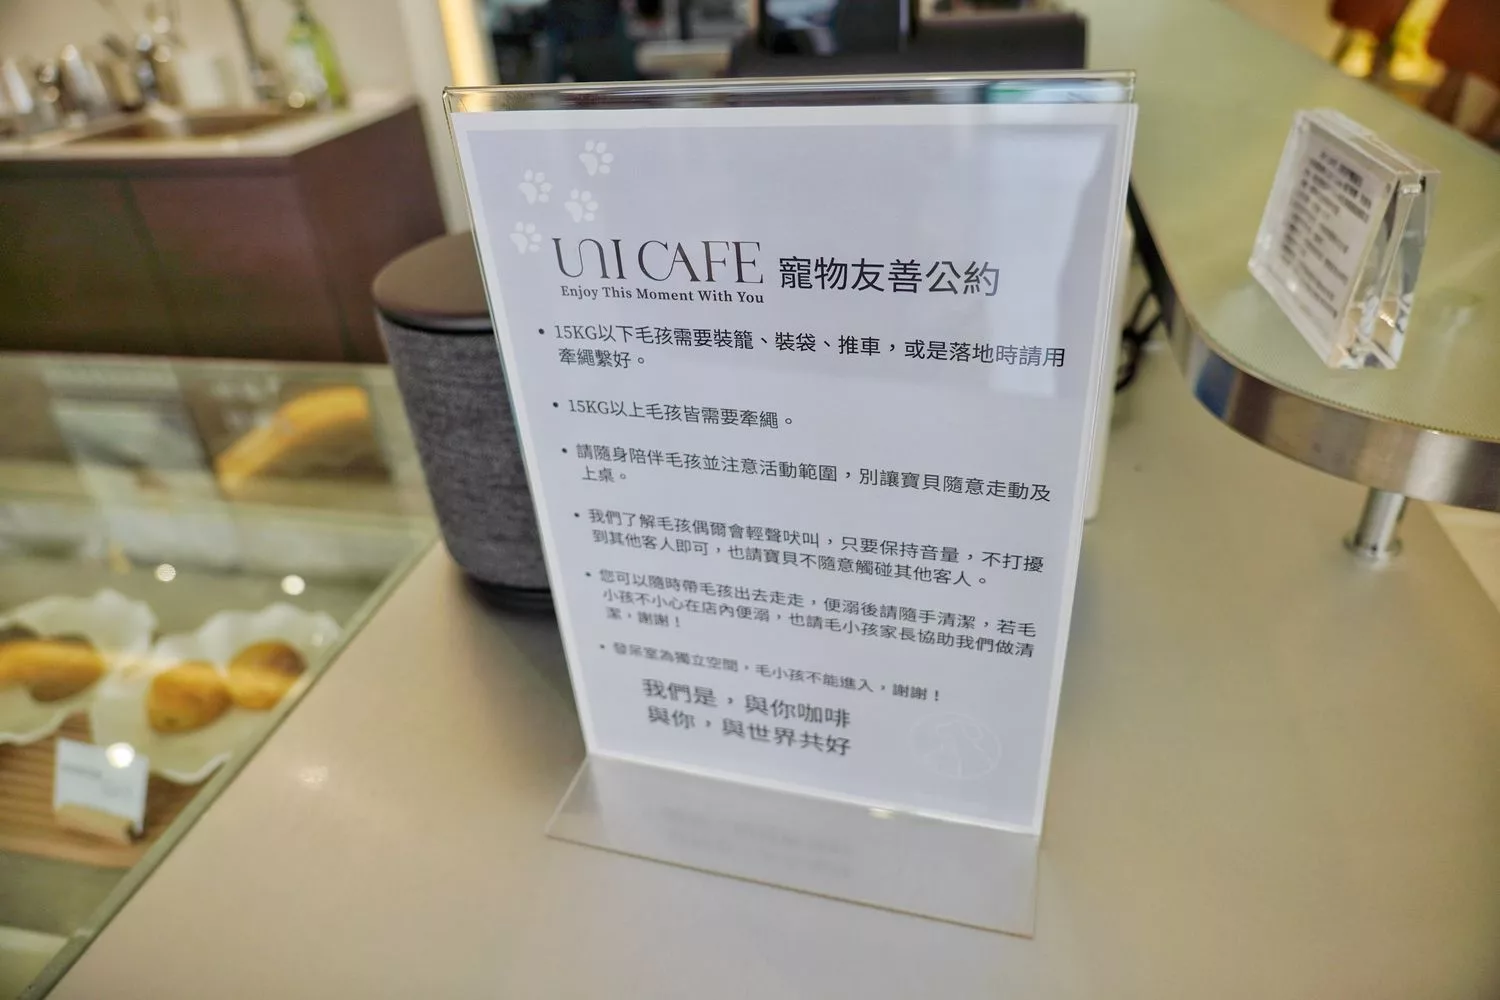 UNI CAFE 寵物友善公約
Enjoy This Moment With You
• 15KG以下毛孩需要裝籠、裝袋、推車，或是落地時請用
牽繩繫好。
• 15KG以上毛孩皆需要牽繩。
• 請隨身陪伴毛孩並注意活動範圍，別讓寶貝隨意走動及
上桌。
• 我們了解毛孩偶爾會輕聲吠叫，只要保持音量，不打擾
到其他客人即可，也請寶貝不隨意觸碰其他客人。
• 您可以隨時帶毛孩出去走走，便溺後請隨手清潔，若毛
小孩不小心在店內便溺，也請毛小孩家長協助我們做清
潔，謝謝！
• 發呆室為獨立空間，毛小孩不能進入，謝謝！
我們是，與你咖啡
與你，與世界共好